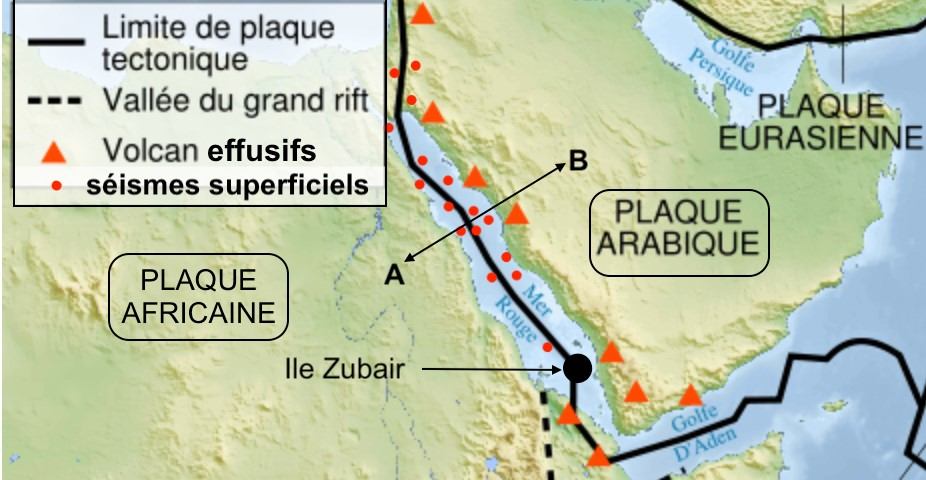 Limite de plaque
tectonique
Vallée du grand rift
Volcan effusifs
séismes superficiels
Golfe
Persique
PLAQUE
EURASIENNE
B
PLAQUE
ARABIQUE
A
PLAQUE
AFRICAINE
Mer
Rouge
Ile Zubair
Golfe
D'Aden